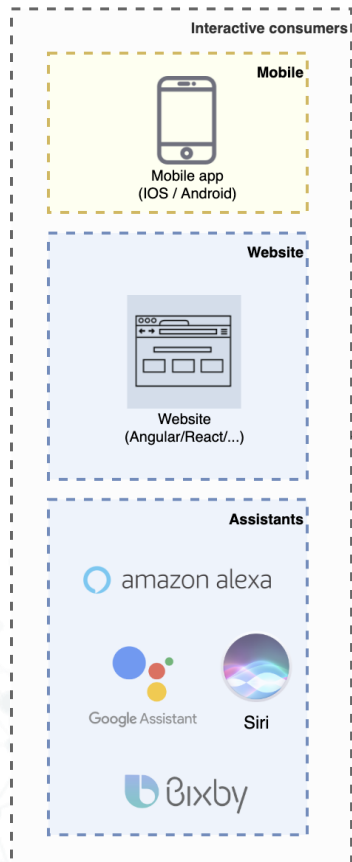 Interactive consumers
Mobile
Mobile app
(IOS / Android)
Website
Website
(Angular/React/...)
Assistants
amazon alexa
Google Assistant
Siri
Bixby